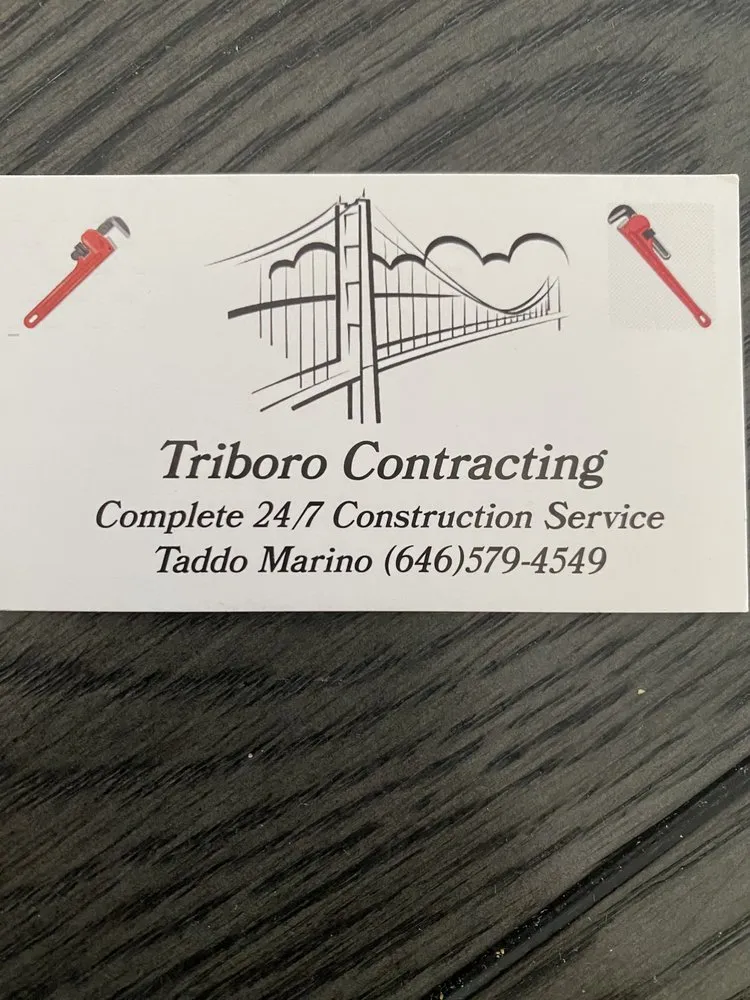 Triboro Contracting
Complete 24/7 Construction Service
Taddo Marino (646)579-4549